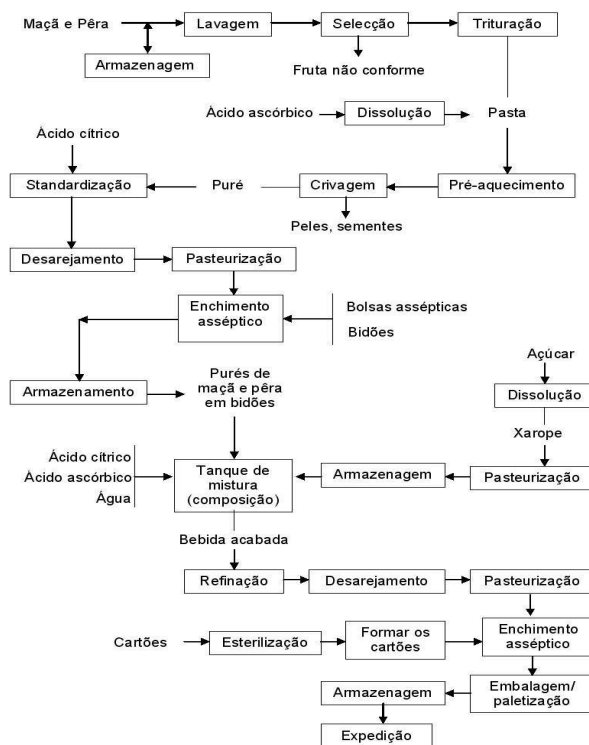 Maçã e Pêra
Lavagem
Selecção
Trituração
Armazenagem
Fruta não conforme
Ácido ascórbico
Dissolução
Pasta
Ácido cítrico
Standardização
Puré
Crivagem
Pré-aquecimento
Peles, sementes
Desarejamento
Pasteurização
Enchimento
asséptico
Bolsas assépticas
Bidões
Armazenamento
Purés de
maçã e pêra
em bidões
Açúcar
Dissolução
Xarope
Ácido cítrico
Ácido ascórbico
Água
Tanque de
mistura
(composição)
Armazenagem
Pasteurização
Bebida acabada
Refinação
Desarejamento
Pasteurização
Cartões
Esterilização
Formar os
cartões
Enchimento
asséptico
Armazenagem
Embalagem/
paletização
Expedição